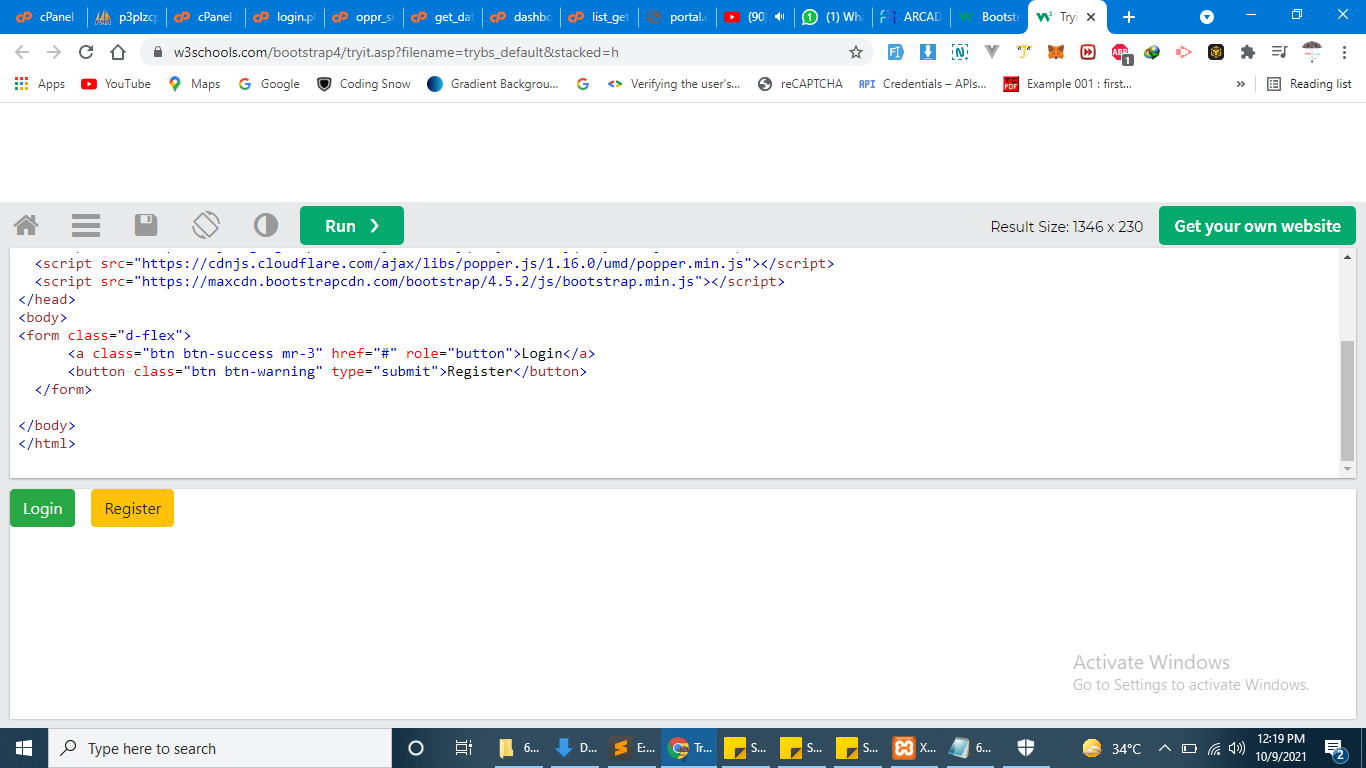 cPanel p3plzcp cPanel login.pl oppr_su get_dat dashbo list_get portal.c (90) (1) Wha ARCAD Bootstr Tryi
w3schools.com/bootstrap4/tryit.asp?filename=trybs_default&stacked=h
Apps YouTube Maps Google Coding Snow Gradient Backgrou... Verifying the user's... reCAPTCHA API Credentials – APIs... Example 001 : first... » Reading list
Run ❯ Result Size: 1346 x 230 Get your own website
<script src="https://cdnjs.cloudflare.com/ajax/libs/popper.js/1.16.0/umd/popper.min.js"></script>
<script src="https://maxcdn.bootstrapcdn.com/bootstrap/4.5.2/js/bootstrap.min.js"></script>
</head>
<body>
<form class="d-flex">
<a class="btn btn-success mr-3" href="#" role="button">Login</a>
<button class="btn btn-warning" type="submit">Register</button>
</form>
</body>
</html>
Login Register
Activate Windows
Go to Settings to activate Windows.
Type here to search 6... D... E... Tr... S... S... S... X... 6... 34°C 12:19 PM
10/9/2021 2